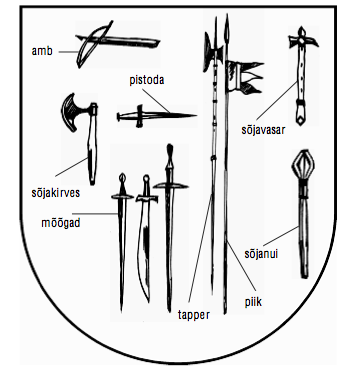 amb
pistoda
sõjavasar
sõjakirves
mõõgad
sõjanui
piik
tapper